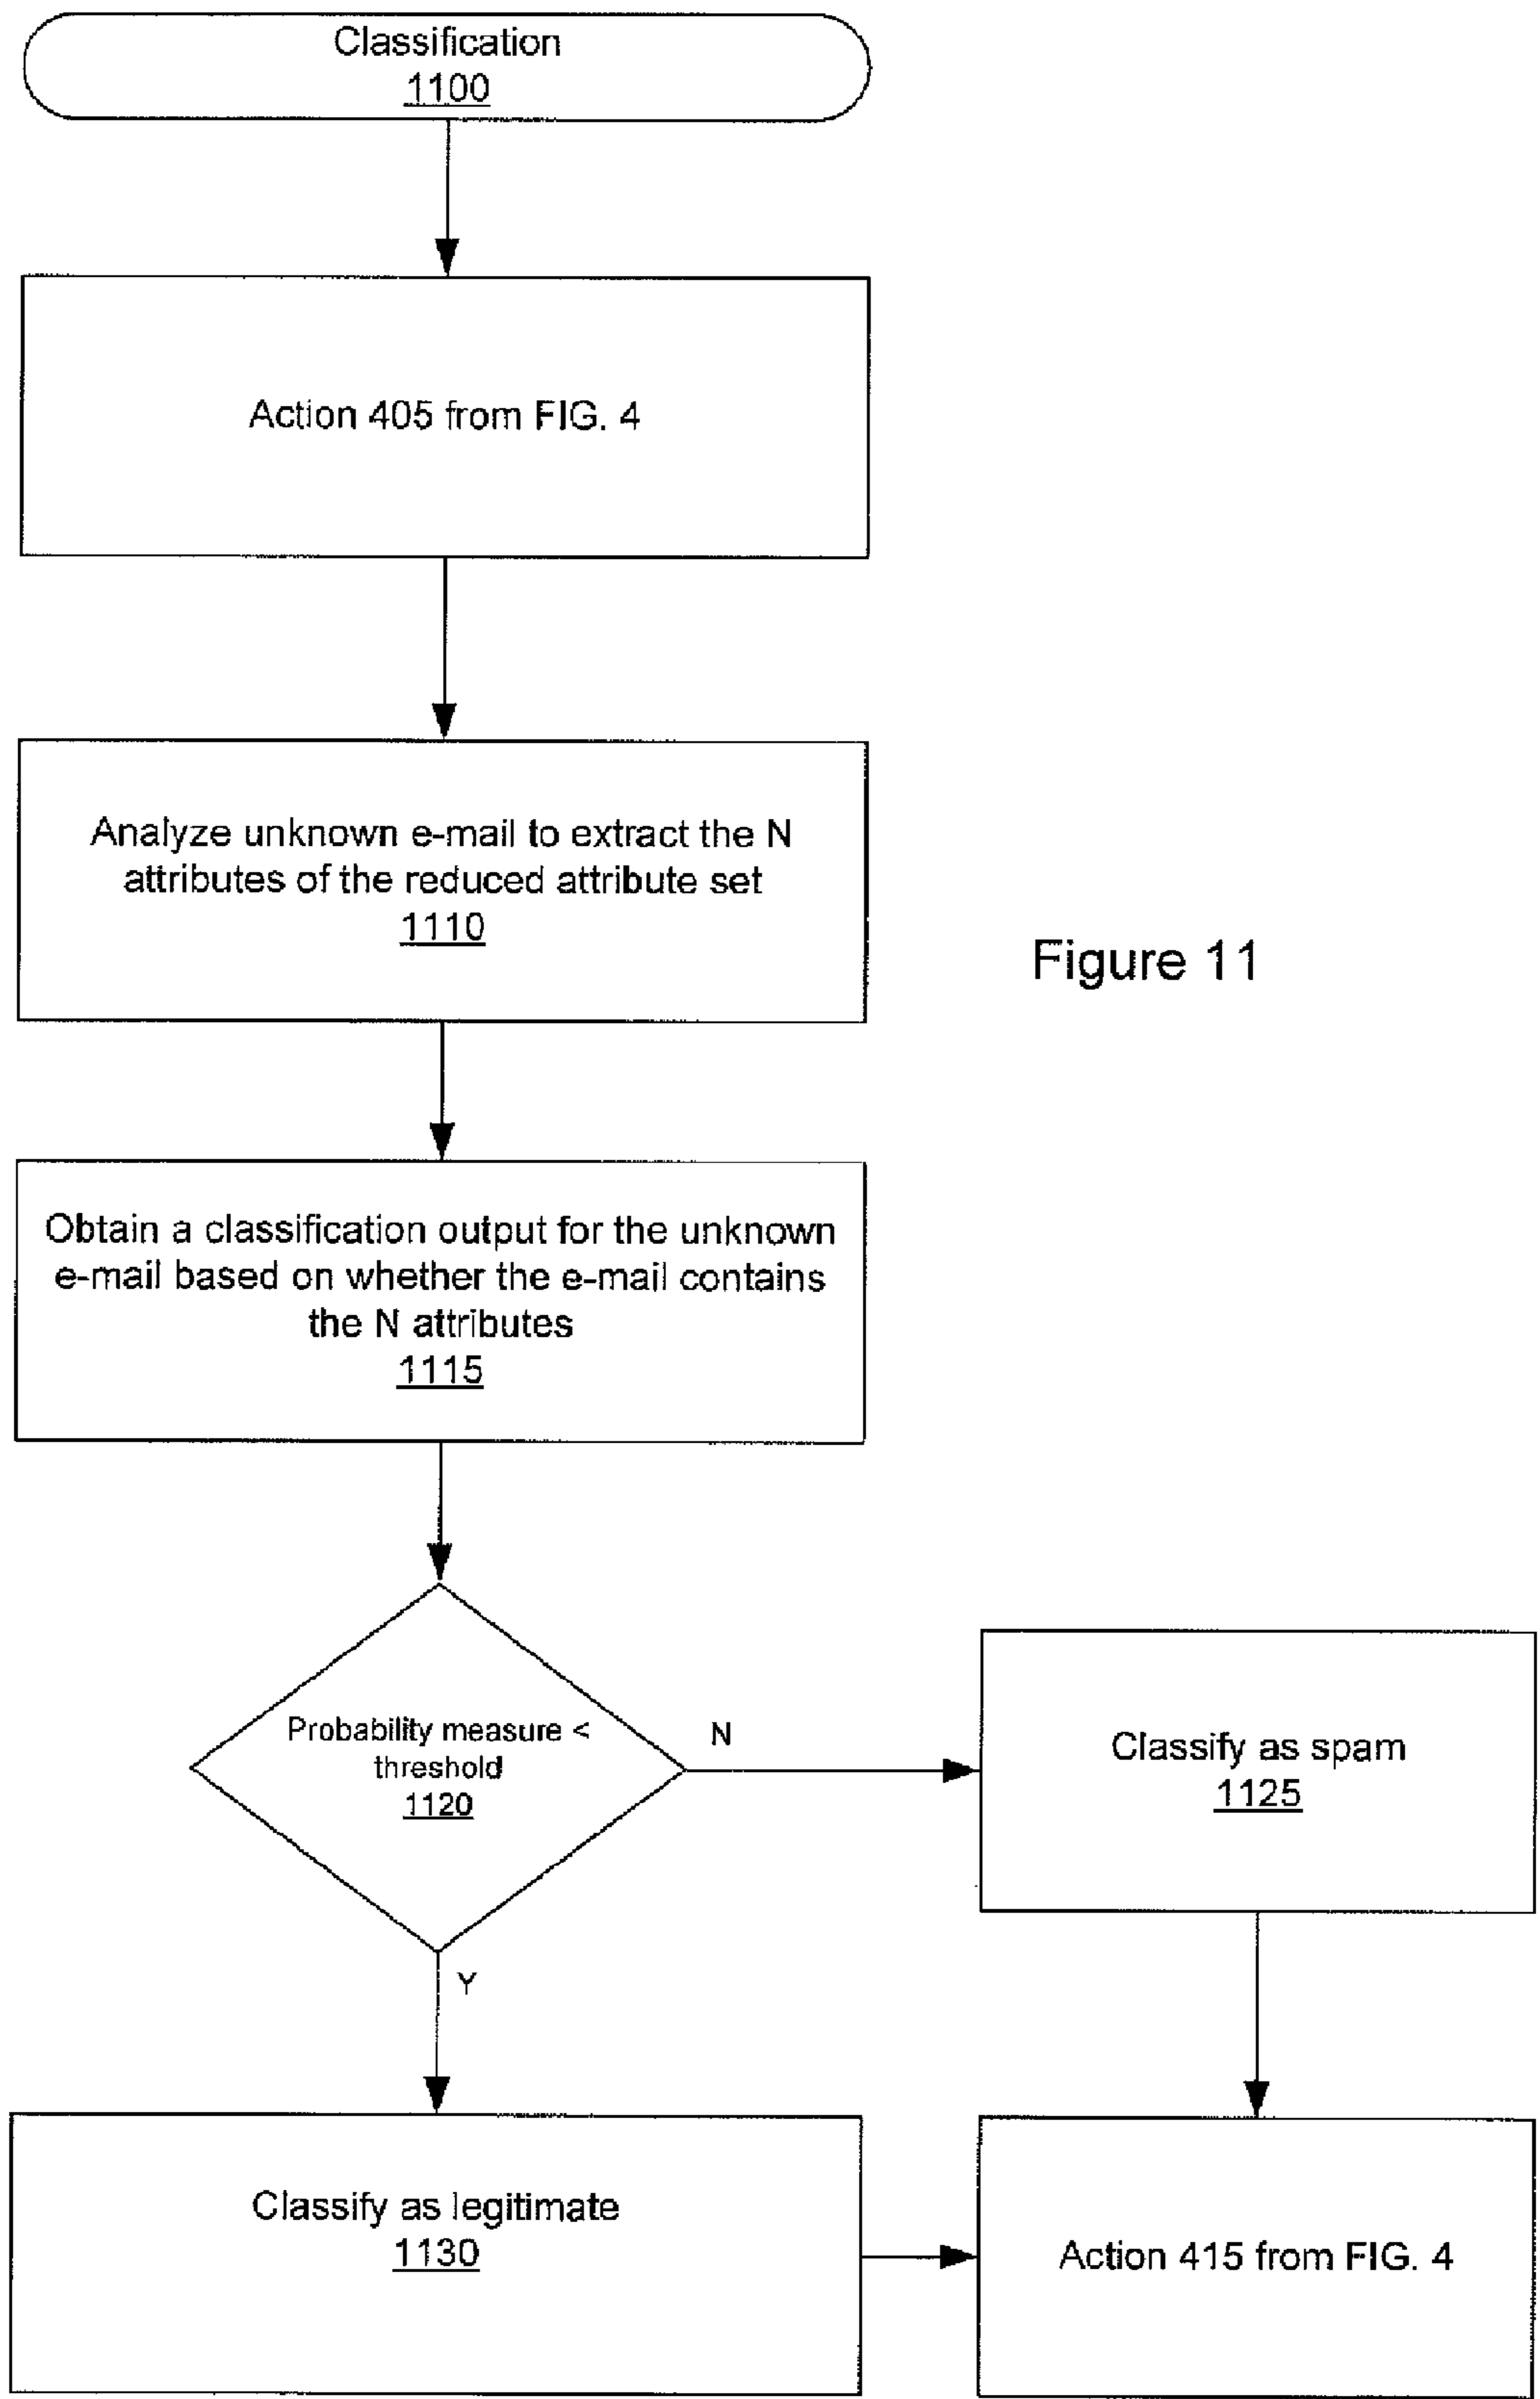 Classification
1100
Action 405 from FIG. 4
Analyze unknown e-mail to extract the N
attributes of the reduced attribute set
1110
Figure 11
Obtain a classification output for the unknown
e-mail based on whether the e-mail contains
the N attributes
1115
Probability measure <
threshold
1120
N
Classify as spam
1125
Y
Classify as legitimate
1130
Action 415 from FIG. 4